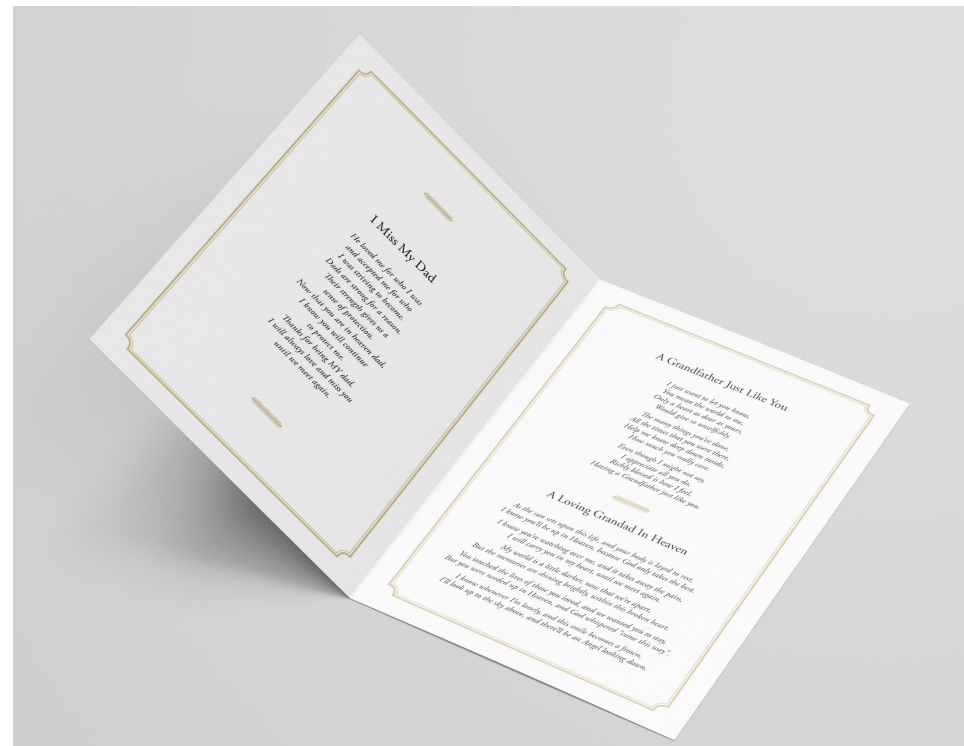 I Miss My Dad
He loved me for who I was
and accepted me for who
I was striving to become.
Dads are strong for a reason.
Their strength gives us a
sense of protection.
Now that you are in heaven dad,
I know you will continue
to protect me.
Thanks for being MY dad.
I will always love and miss you
until we meet again.
A Grandfather Just Like You
I just want to let you know,
You mean the world to me,
Only a heart as dear as yours,
Would give so unselfishly.
The many things you've done,
All the times that you were there,
Help me know deep down inside,
How much you really care.
Even though I might not say,
I appreciate all you do,
Richly blessed is how I feel,
Having a Grandfather just like you.
A Loving Grandad In Heaven
As the sun sets upon this life, and your body is layed to rest,
I know you'll be up in Heaven, because God only takes the best.
I know you're watching over me, and it takes away the pain,
I will carry you in my heart, until we meet again.
My world is a little darker, now that we're apart,
But the memories are shining brightly, within this broken heart.
You touched the lives of those you loved, and we wanted you to stay,
But you were needed up in Heaven, and God whispered "come this way".
I know whenever I'm lonely, and this smile becomes a frown,
I'll look up to the sky above, and there'll be an Angel looking down.